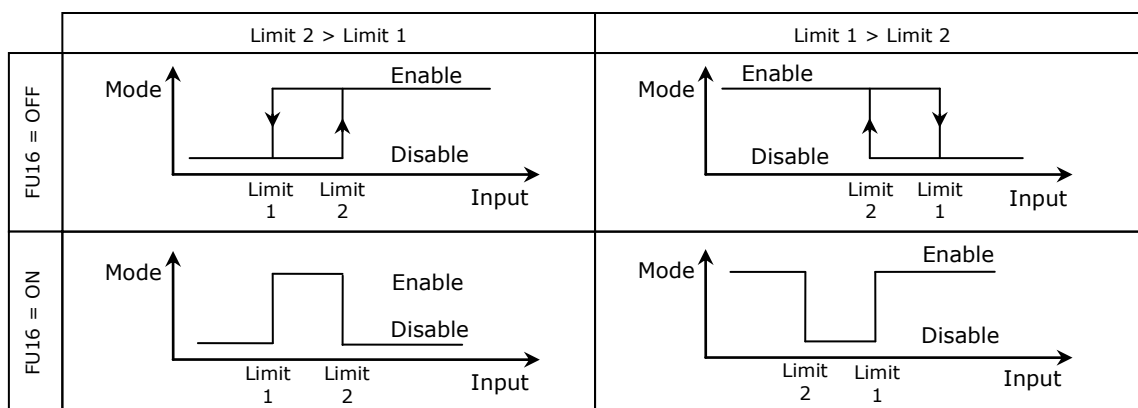 Limit 2 > Limit 1
Limit 1 > Limit 2
FU16 = OFF
Mode
Enable
Disable
Limit
1
Limit
2
Input
Mode
Enable
Disable
Limit
2
Limit
1
Input
FU16 = ON
Mode
Enable
Disable
Limit
1
Limit
2
Input
Mode
Enable
Disable
Limit
2
Limit
1
Input